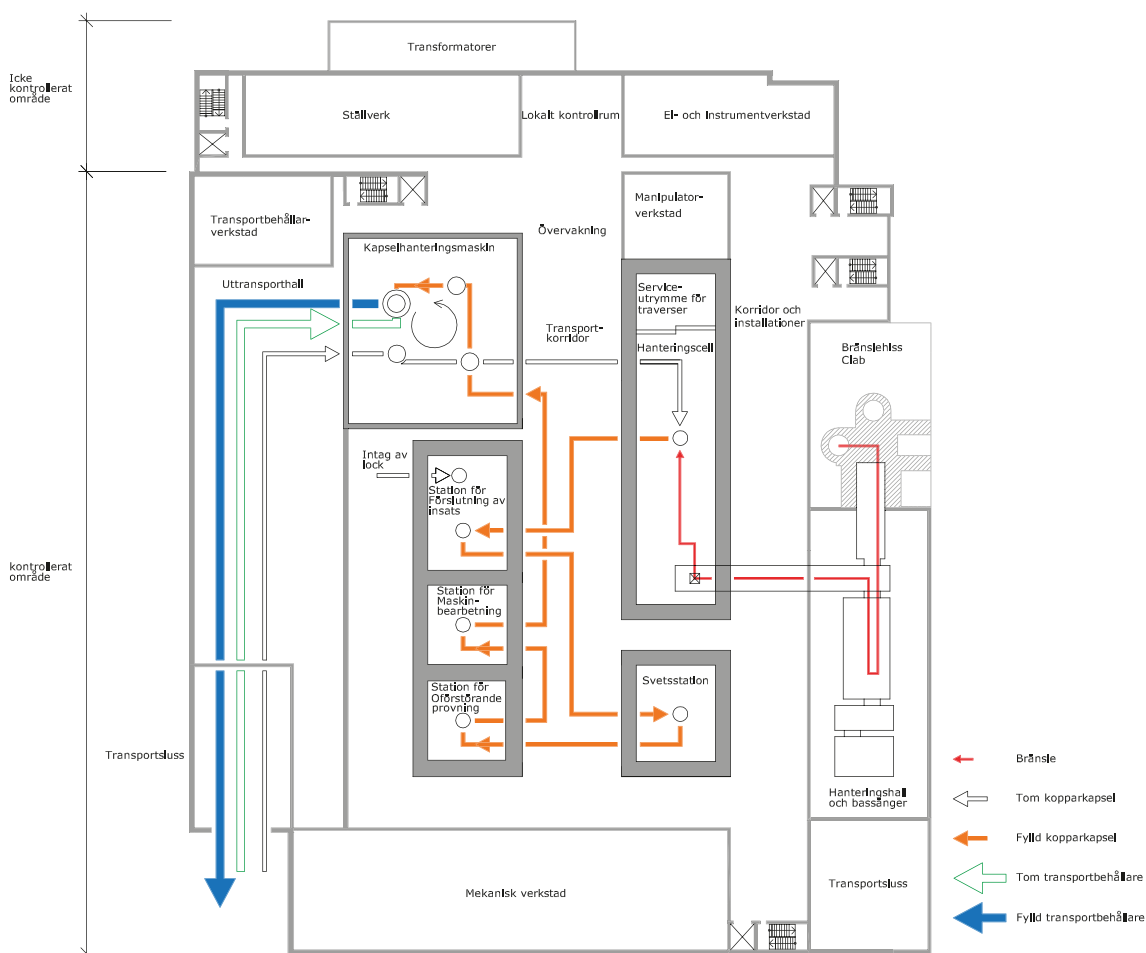 Transformatorer
Icke
kontrollerat
område
Ställverk
Lokalt kontrollrum
El- och Instrumentverkstad
Transportbehållar-
verkstad
Manipulator-
verkstad
Övervakning
Kapselhanteringsmaskin
Uttransporthall
Service-
utrymme för
traverser
Korridor och
installationer
Transport-
korridor
Hanteringscell
Bränslehiss
Clab
Intag av
lock
Station för
Förslutning av
insats
kontrollerat
område
Station för
Maskin-
bearbetning
Station för
Oförstörande
provning
Svetsstation
Transportsluss
Hanteringshall
och bassänger
Bränsle
Tom kopparkapsel
Fylld kopparkapsel
Tom transportbehållare
Fylld transportbehållare
Mekanisk verkstad
Transportsluss